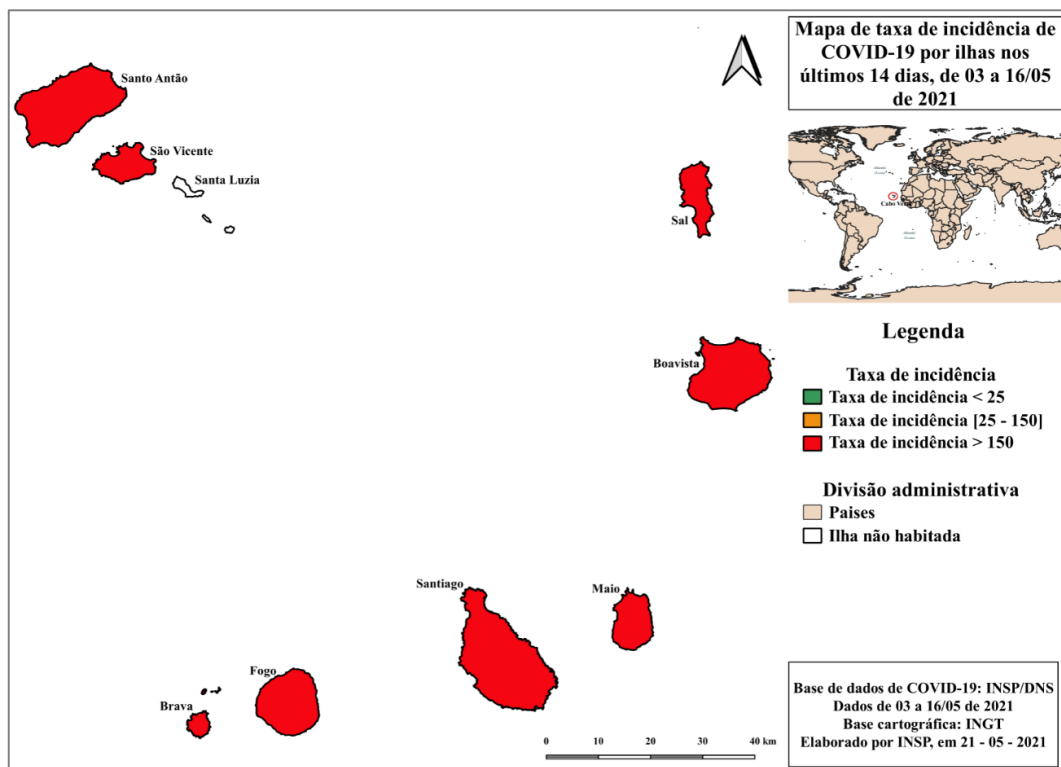 Mapa de taxa de incidência de
COVID-19 por ilhas nos
últimos 14 dias, de 03 a 16/05
de 2021
Santo Antão
São Vicente
Santa Luzia
Sal
Boavista
Santiago
Maio
Fogo
Brava
Cabo Verde
Legenda
Taxa de incidência
Taxa de incidência < 25
Taxa de incidência [25 - 150]
Taxa de incidência > 150
Divisão administrativa
Paises
Ilha não habitada
0 10 20 30 40 km
Base de dados de COVID-19: INSP/DNS
Dados de 03 a 16/05 de 2021
Base cartográfica: INGT
Elaborado por INSP, em 21 - 05 - 2021